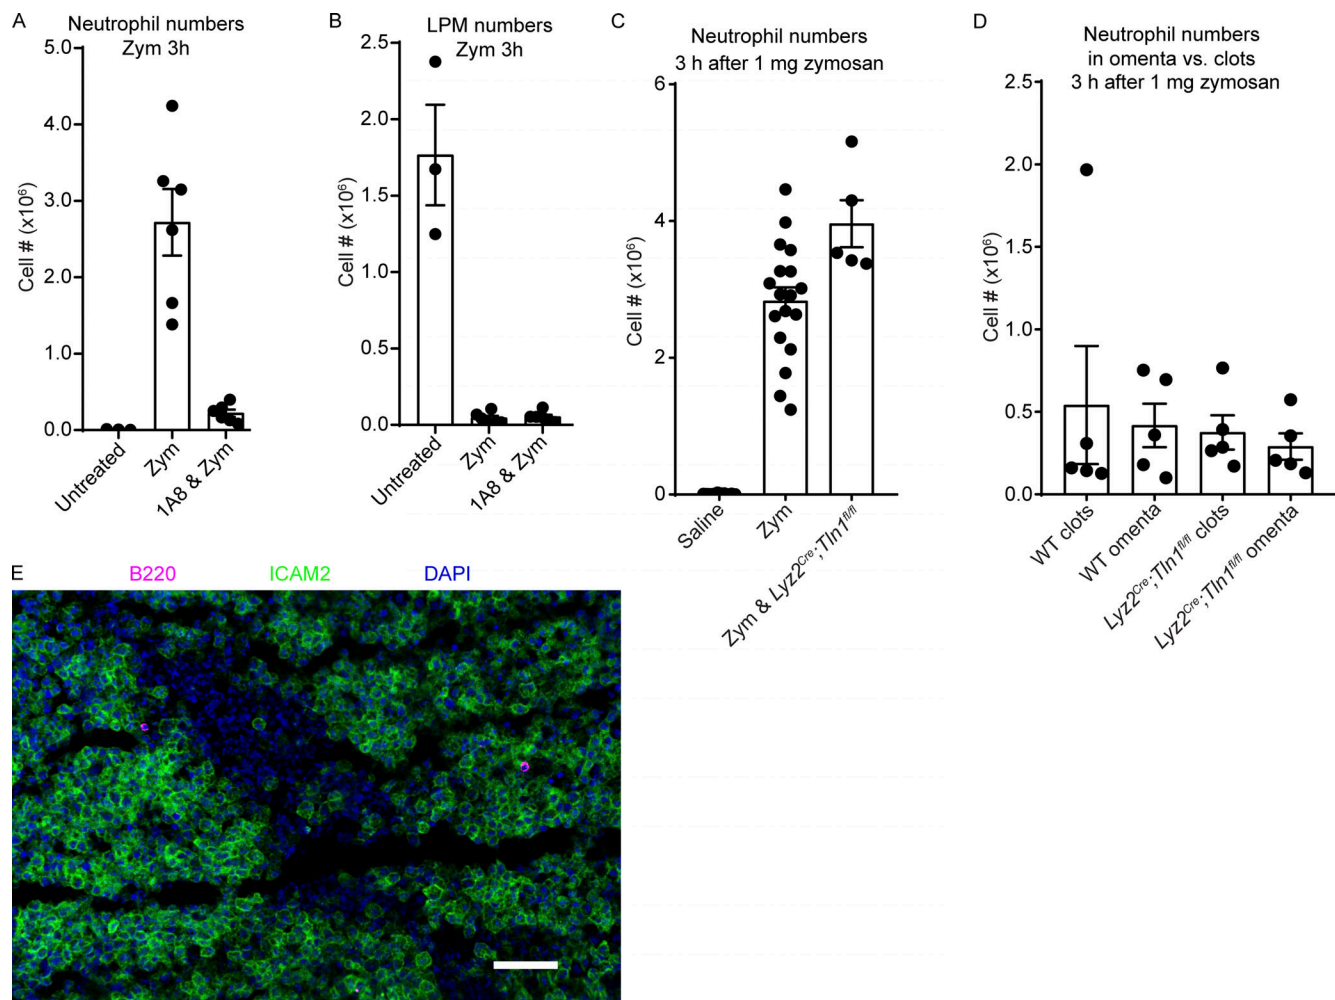 A
Neutrophil numbers
Zym 3h
Cell # (x10⁶)
5.0
4.0
3.0
2.0
1.0
0.0
Untreated
Zym
1A8 & Zym
B
LPM numbers
Zym 3h
Cell # (x10⁶)
2.5
2.0
1.5
1.0
0.5
0.0
Untreated
Zym
1A8 & Zym
C
Neutrophil numbers
3 h after 1 mg zymosan
Cell # (x10⁶)
6
4
2
0
Saline
Zym
Zym & Lyz2ᶜʳᵉ;Tln1ᶠˡ/ᶠˡ
D
Neutrophil numbers
in omenta vs. clots
3 h after 1 mg zymosan
Cell # (x10⁶)
2.5
2.0
1.5
1.0
0.5
0.0
WT clots
WT omenta
Lyz2ᶜʳᵉ;Tln1ᶠˡ/ᶠˡ clots
Lyz2ᶜʳᵉ;Tln1ᶠˡ/ᶠˡ omenta
E
B220 ICAM2 DAPI